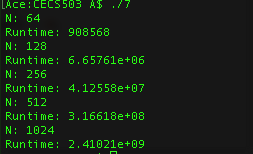 [Ace:CECS503 A$ ./7
N: 64
Runtime: 908568
N: 128
Runtime: 6.65761e+06
N: 256
Runtime: 4.12558e+07
N: 512
Runtime: 3.16618e+08
N: 1024
Runtime: 2.41021e+09